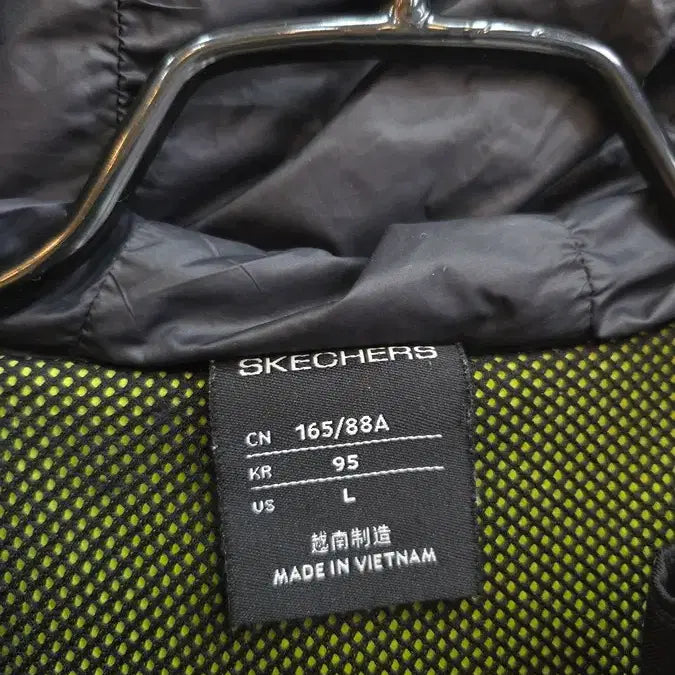 SKECHERS
CN 165/88A
KR 95
US L
越南制造
MADE IN VIETNAM